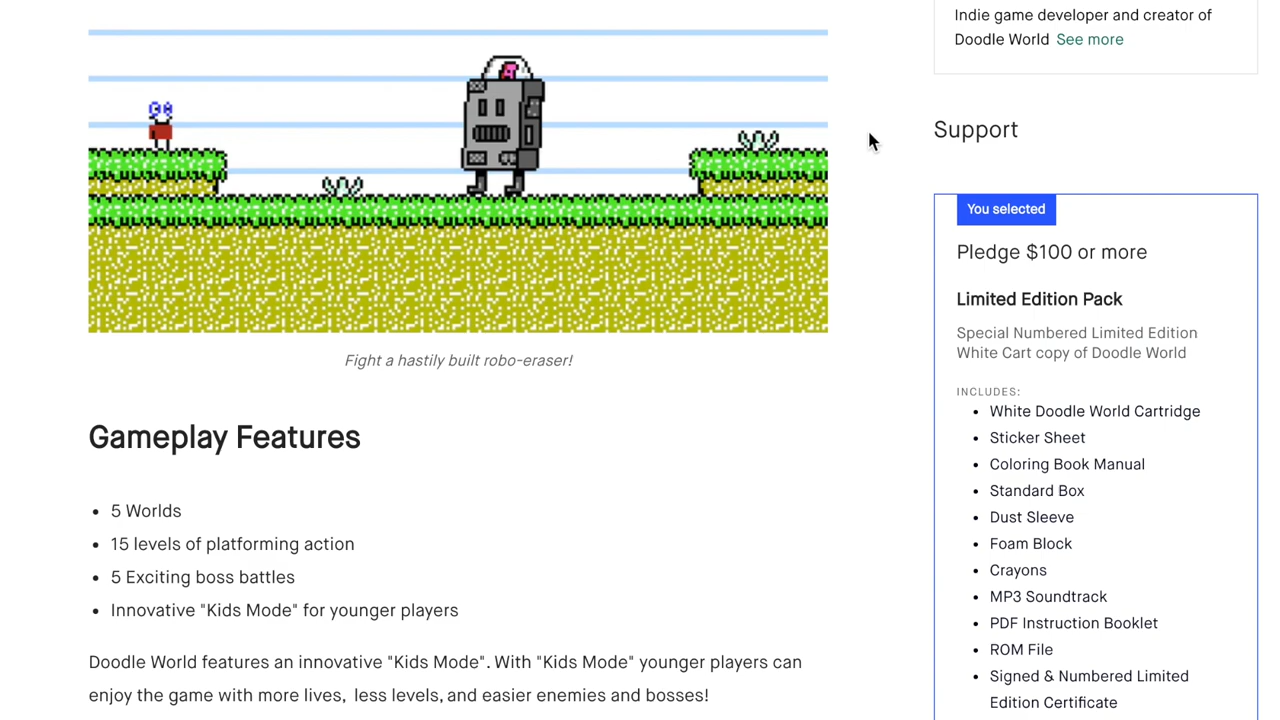 Fight a hastily built robo-eraser!
Gameplay Features
• 5 Worlds
• 15 levels of platforming action
• 5 Exciting boss battles
• Innovative "Kids Mode" for younger players
Doodle World features an innovative "Kids Mode". With "Kids Mode" younger players can
enjoy the game with more lives, less levels, and easier enemies and bosses!
Indie game developer and creator of
Doodle World See more
Support
You selected
Pledge $100 or more
Limited Edition Pack
Special Numbered Limited Edition
White Cart copy of Doodle World
INCLUDES:
• White Doodle World Cartridge
• Sticker Sheet
• Coloring Book Manual
• Standard Box
• Dust Sleeve
• Foam Block
• Crayons
• MP3 Soundtrack
• PDF Instruction Booklet
• ROM File
• Signed & Numbered Limited
Edition Certificate